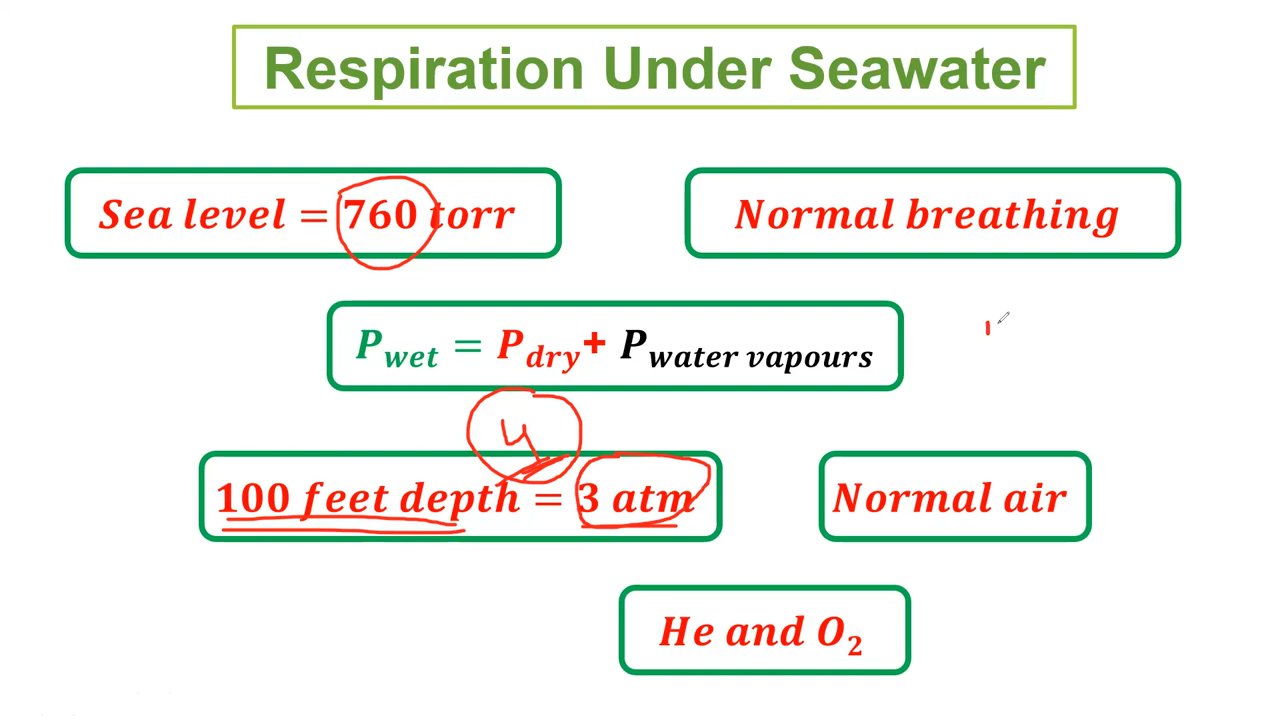 Respiration Under Seawater
Sea level = 760 torr
Normal breathing
P_wet = P_dry + P_water vapours
4
100 feet depth = 3 atm
Normal air
He and O₂